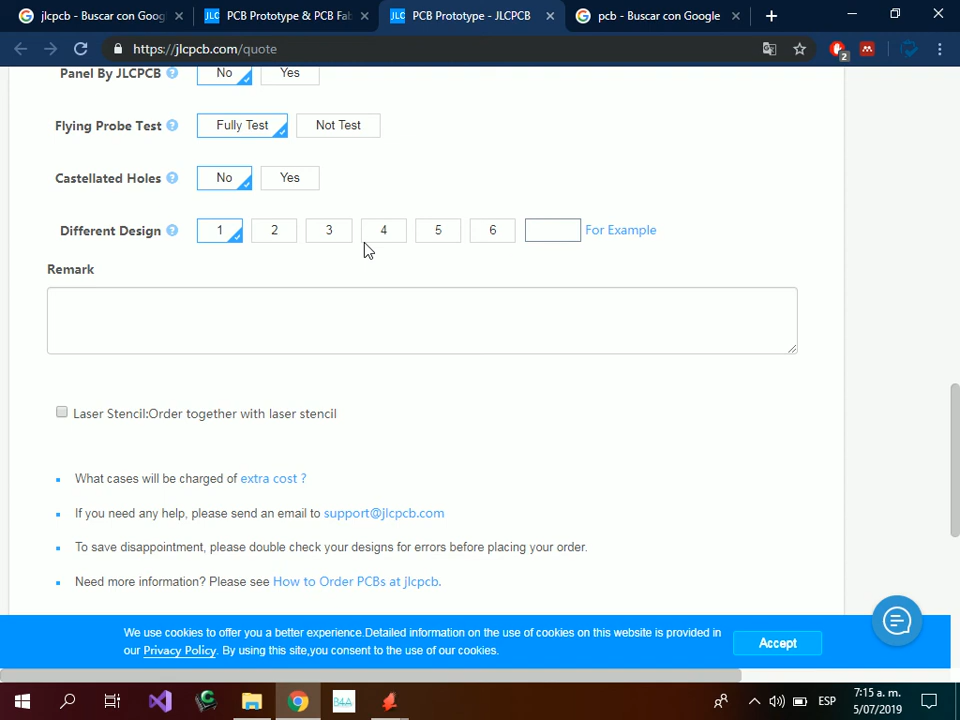 jlcpcb - Buscar con Goog
PCB Prototype & PCB Fab
PCB Prototype - JLCPCB
pcb - Buscar con Google
https://jlcpcb.com/quote
2
Panel By JLCPCB ? No Yes
Flying Probe Test ? Fully Test Not Test
Castellated Holes ? No Yes
Different Design ? 1 2 3 4 5 6 For Example
Remark
Laser Stencil:Order together with laser stencil
What cases will be charged of extra cost ?
If you need any help, please send an email to support@jlcpcb.com
To save disappointment, please double check your designs for errors before placing your order.
Need more information? Please see How to Order PCBs at jlcpcb.
We use cookies to offer you a better experience.Detailed information on the use of cookies on this website is provided in
our Privacy Policy. By using this site,you consent to the use of our cookies.
Accept
B4A
ESP
7:15 a. m.
5/07/2019